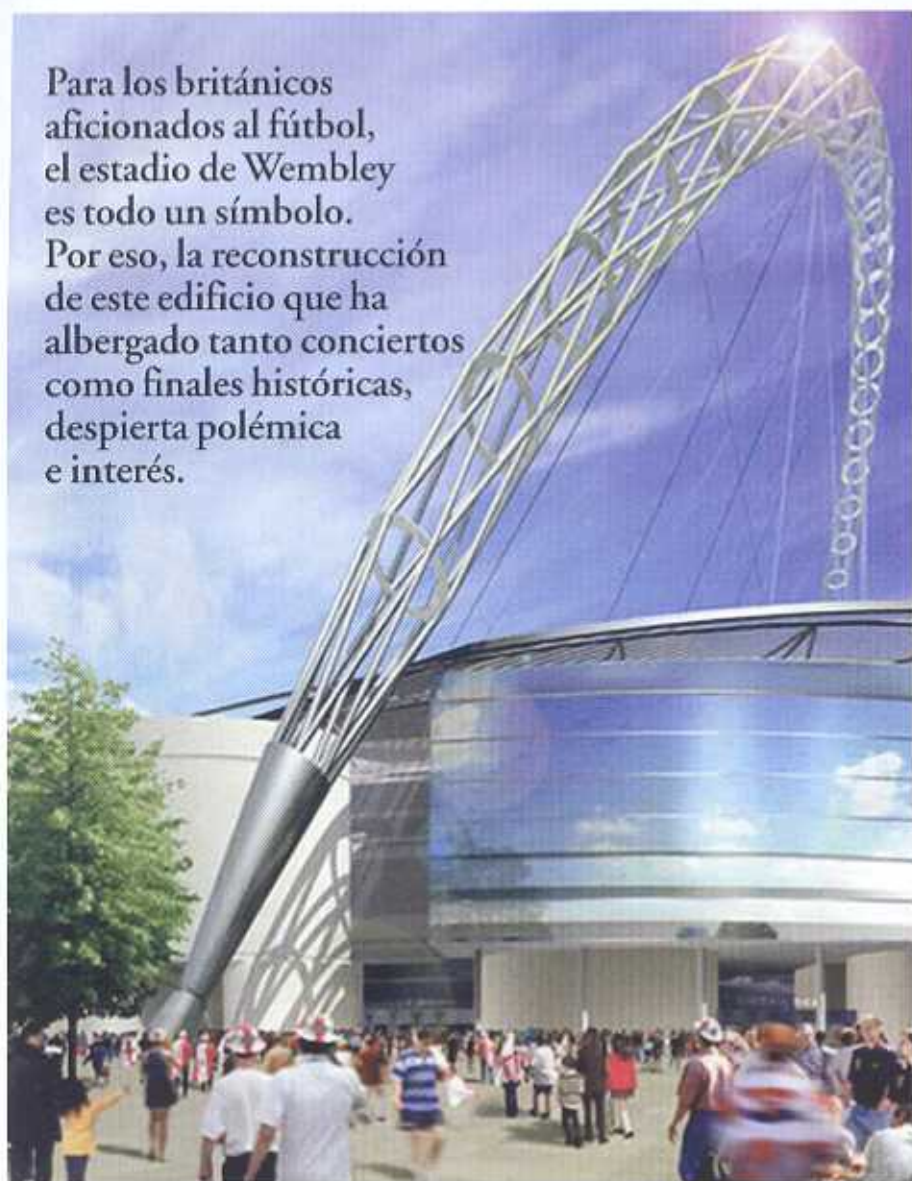 Para los británicos
aficionados al fútbol,
el estadio de Wembley
es todo un símbolo.
Por eso, la reconstrucción
de este edificio que ha
albergado tanto conciertos
como finales históricas,
despierta polémica
e interés.